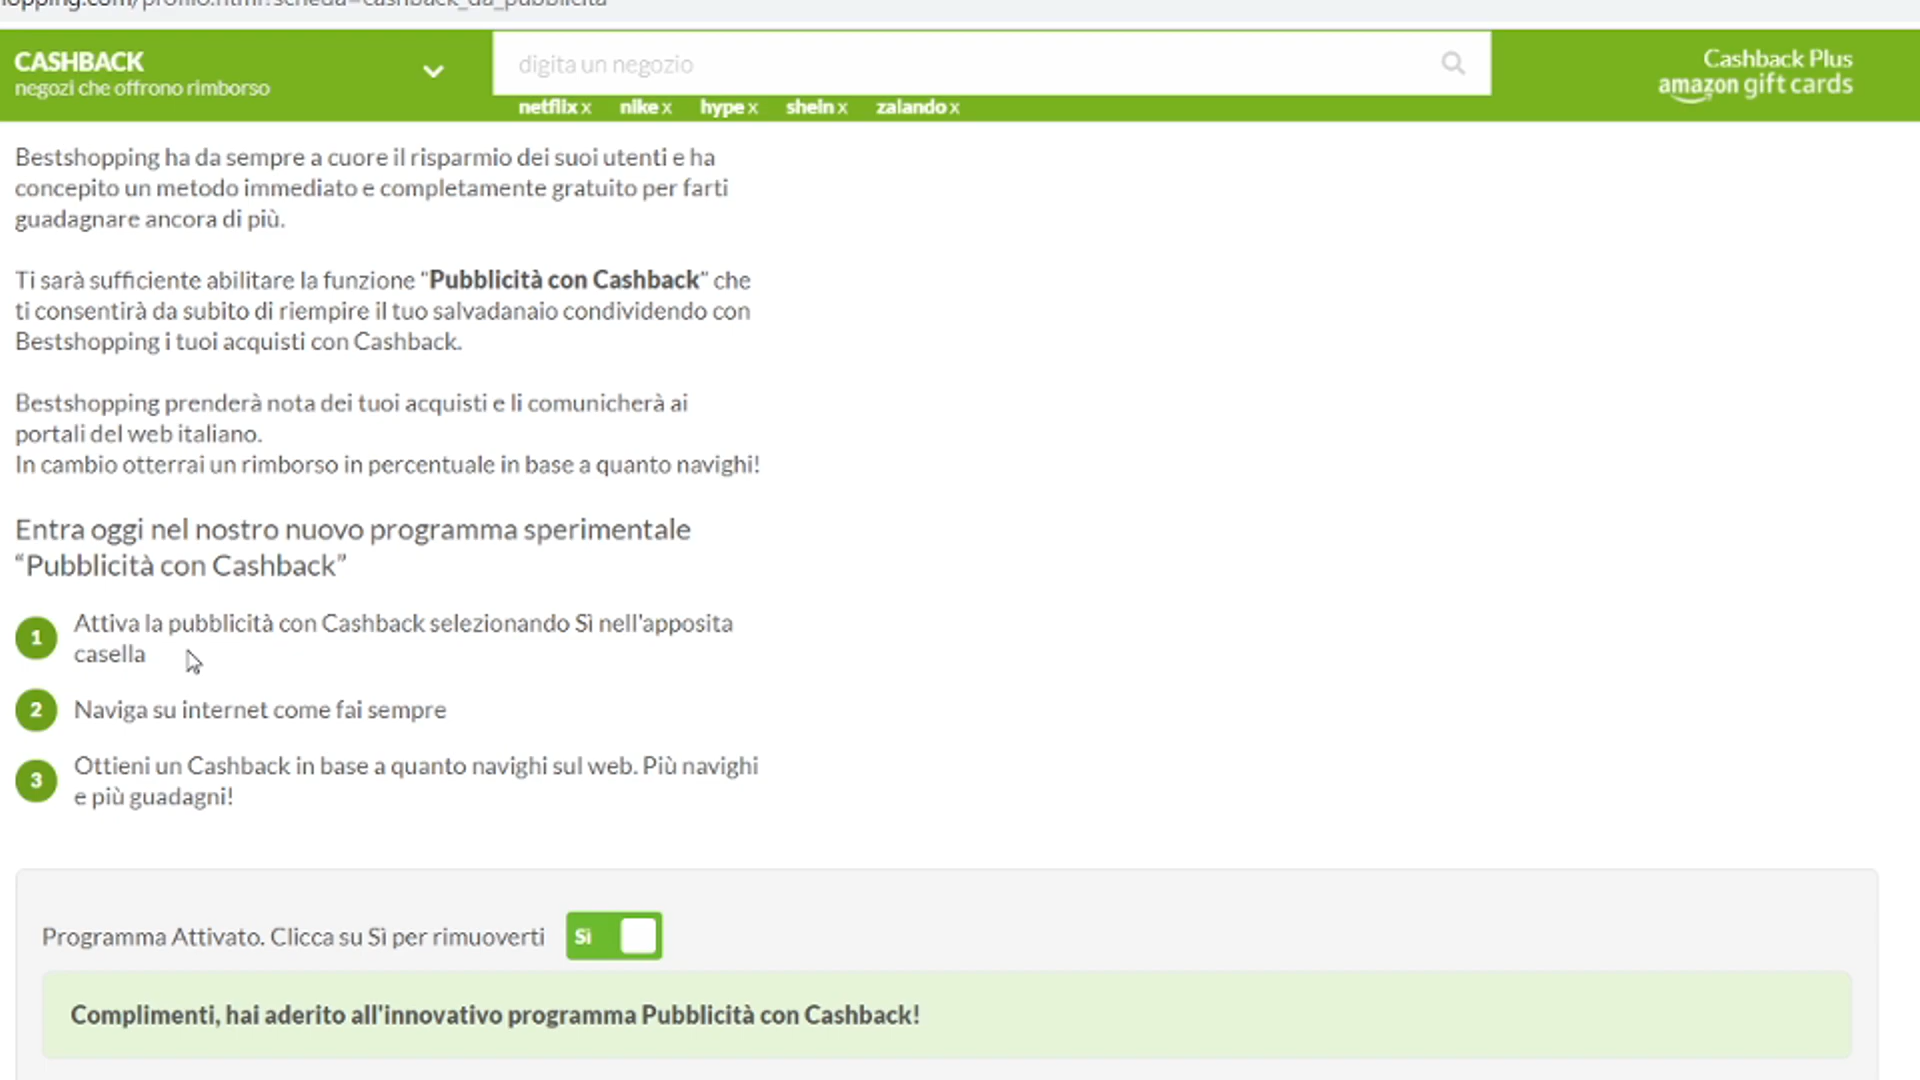 hopping.com/profilo.html?scheda=cashback_da_pubblicita
CASHBACK
negozi che offrono rimborso
digita un negozio
netflix x nike x hype x shein x zalando x
Cashback Plus
amazon gift cards
Bestshopping ha da sempre a cuore il risparmio dei suoi utenti e ha
concepito un metodo immediato e completamente gratuito per farti
guadagnare ancora di più.
Ti sarà sufficiente abilitare la funzione “Pubblicità con Cashback” che
ti consentirà da subito di riempire il tuo salvadanaio condividendo con
Bestshopping i tuoi acquisti con Cashback.
Bestshopping prenderà nota dei tuoi acquisti e li comunicherà ai
portali del web italiano.
In cambio otterrai un rimborso in percentuale in base a quanto navighi!
Entra oggi nel nostro nuovo programma sperimentale
“Pubblicità con Cashback”
1 Attiva la pubblicità con Cashback selezionando Sì nell'apposita
casella
2 Naviga su internet come fai sempre
3 Ottieni un Cashback in base a quanto navighi sul web. Più navighi
e più guadagni!
Programma Attivato. Clicca su Sì per rimuoverti Sì
Complimenti, hai aderito all'innovativo programma Pubblicità con Cashback!